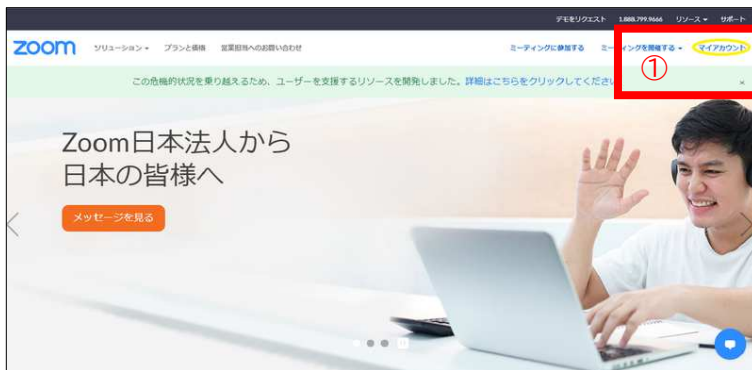 デモをリクエスト 1.888.799.9666 リソース サポート
zoom ソリューション プランと価格 営業担当へのお問い合わせ ミーティングに参加する ミーティングを開催する マイアカウント
①
この危機的状況を乗り越えるため、ユーザーを支援するリソースを開発しました。詳細はこちらをクリックしてくださ
Zoom日本法人から
日本の皆様へ
メッセージを見る